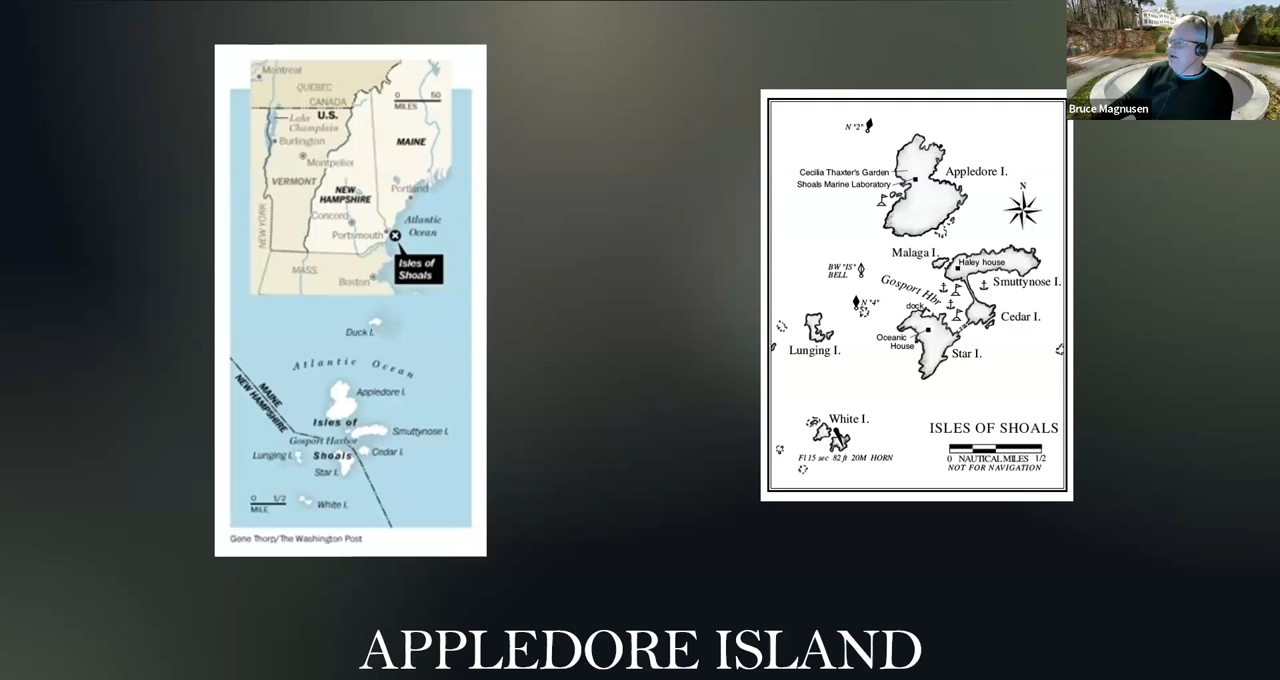 Montreal
QUEBEC
CANADA
U.S.
0 50
MILES
Lake
Champlain
MAINE
Burlington
Montpelier
VERMONT
NEW
HAMPSHIRE
Portland
Concord
Atlantic
Ocean
NEW YORK
Portsmouth
Isles of
Shoals
MASS.
Boston
Duck I.
Atlantic Ocean
MAINE
NEW HAMPSHIRE
Appledore I.
Isles of
Gosport Harbor
Smuttynose I.
Lunging I.
Shoals
Cedar I.
Star I.
0 1/2
MILE
White I.
Gene Thorp/The Washington Post
N "2"
Cecilia Thaxter's Garden
Appledore I.
Shoals Marine Laboratory
N
Malaga I.
Haley house
BW "IS"
BELL
Smuttynose I.
Gosport Hbr
N "4"
dock
Cedar I.
Oceanic
House
Lunging I.
Star I.
White I.
ISLES OF SHOALS
Fl 15 sec 82 ft 20M HORN
0 NAUTICAL MILES 1/2
NOT FOR NAVIGATION
Bruce Magnusen
APPLEDORE ISLAND